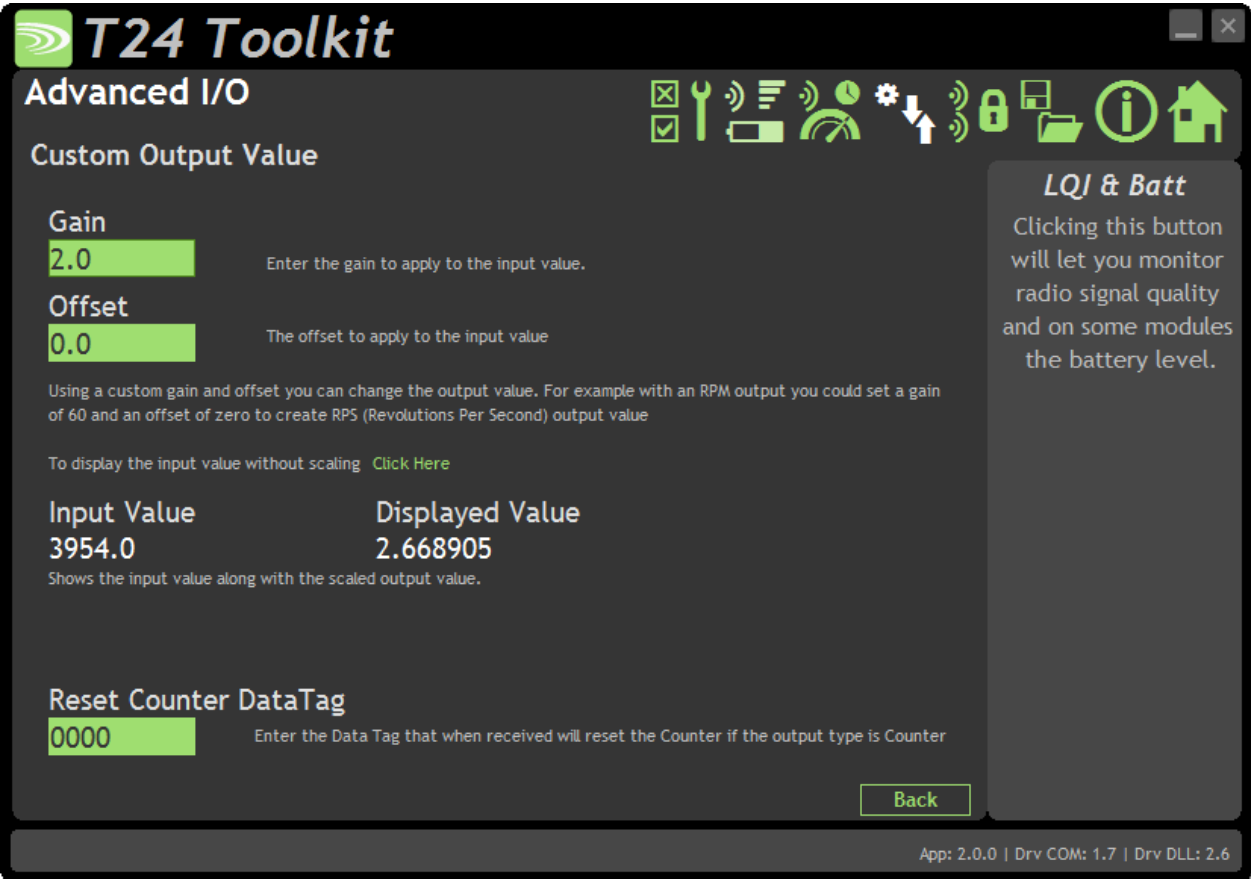 T24 Toolkit
Advanced I/O
Custom Output Value
Gain
2.0
Enter the gain to apply to the input value.
Offset
0.0
The offset to apply to the input value
Using a custom gain and offset you can change the output value. For example with an RPM output you could set a gain
of 60 and an offset of zero to create RPS (Revolutions Per Second) output value
To display the input value without scaling Click Here
Input Value Displayed Value
3954.0 2.668905
Shows the input value along with the scaled output value.
Reset Counter DataTag
0000
Enter the Data Tag that when received will reset the Counter if the output type is Counter
Back
LQI & Batt
Clicking this button
will let you monitor
radio signal quality
and on some modules
the battery level.
App: 2.0.0 | Drv COM: 1.7 | Drv DLL: 2.6